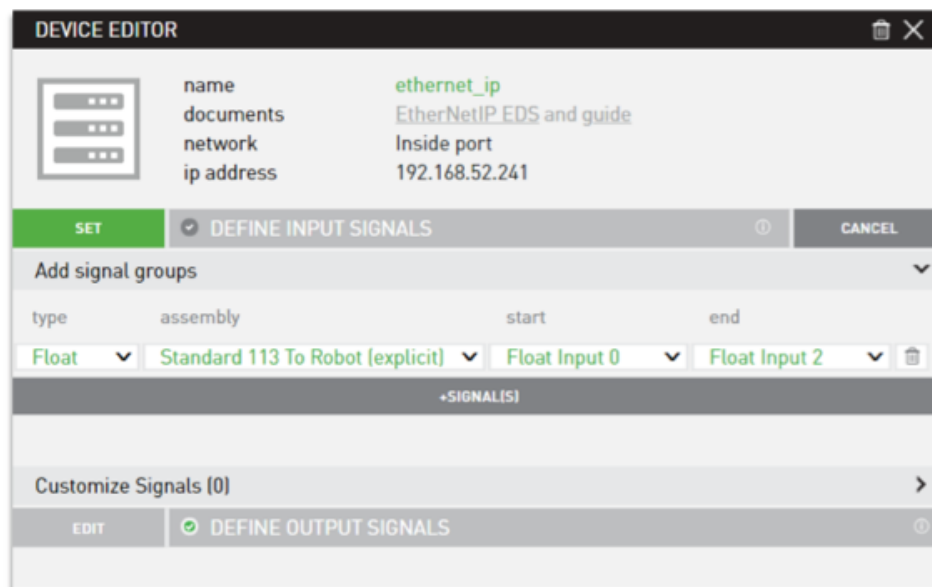 DEVICE EDITOR
name ethernet_ip
documents EtherNetIP EDS and guide
network Inside port
ip address 192.168.52.241
SET DEFINE INPUT SIGNALS CANCEL
Add signal groups
type assembly start end
Float Standard 113 To Robot (explicit) Float Input 0 Float Input 2
+SIGNAL(S)
Customize Signals (0)
EDIT DEFINE OUTPUT SIGNALS